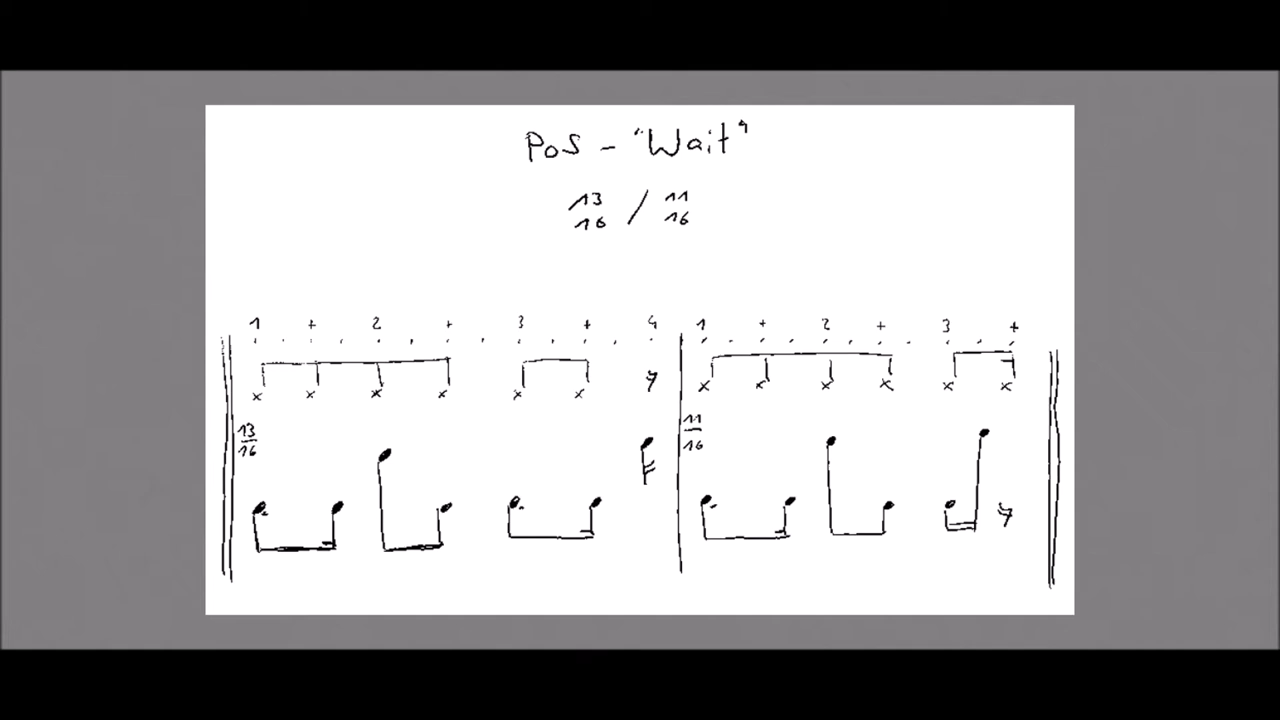 PoS - "Wait"
13 / 11
16 16
1 + 2 + 3 + 4 1 + 2 + 3 +
13 11
16 16